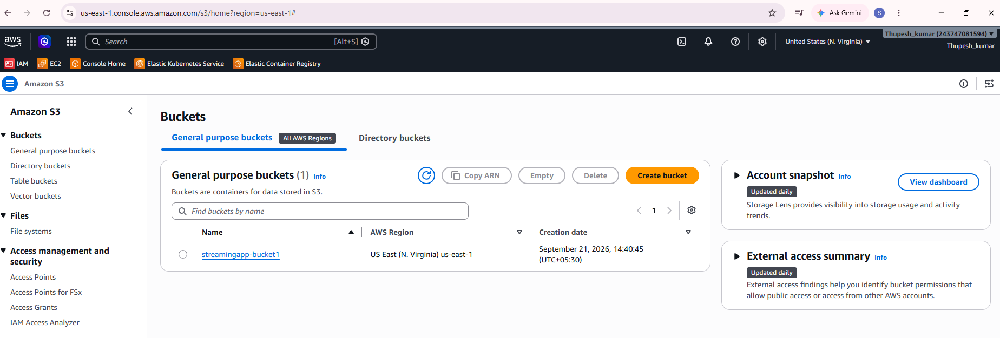 us-east-1.console.aws.amazon.com/s3/home?region=us-east-1#
Ask Gemini
S
aws
Search
[Alt+S]
United States (N. Virginia) ▼
Thupesh_kumar (243747081594) ▼
Thupesh_kumar
IAM
EC2
Console Home
Elastic Kubernetes Service
Elastic Container Registry
Amazon S3
Amazon S3
Buckets
General purpose buckets
Directory buckets
Table buckets
Vector buckets
Files
File systems
Access management and
security
Access Points
Access Points for FSx
Access Grants
IAM Access Analyzer
Buckets
General purpose buckets All AWS Regions
Directory buckets
General purpose buckets (1) Info
Buckets are containers for data stored in S3.
Copy ARN
Empty
Delete
Create bucket
Find buckets by name
1
Name
AWS Region
Creation date
streamingapp-bucket1
US East (N. Virginia) us-east-1
September 21, 2026, 14:40:45
(UTC+05:30)
Account snapshot Info
Updated daily
View dashboard
Storage Lens provides visibility into storage usage and activity
trends.
External access summary Info
Updated daily
External access findings help you identify bucket permissions that
allow public access or access from other AWS accounts.